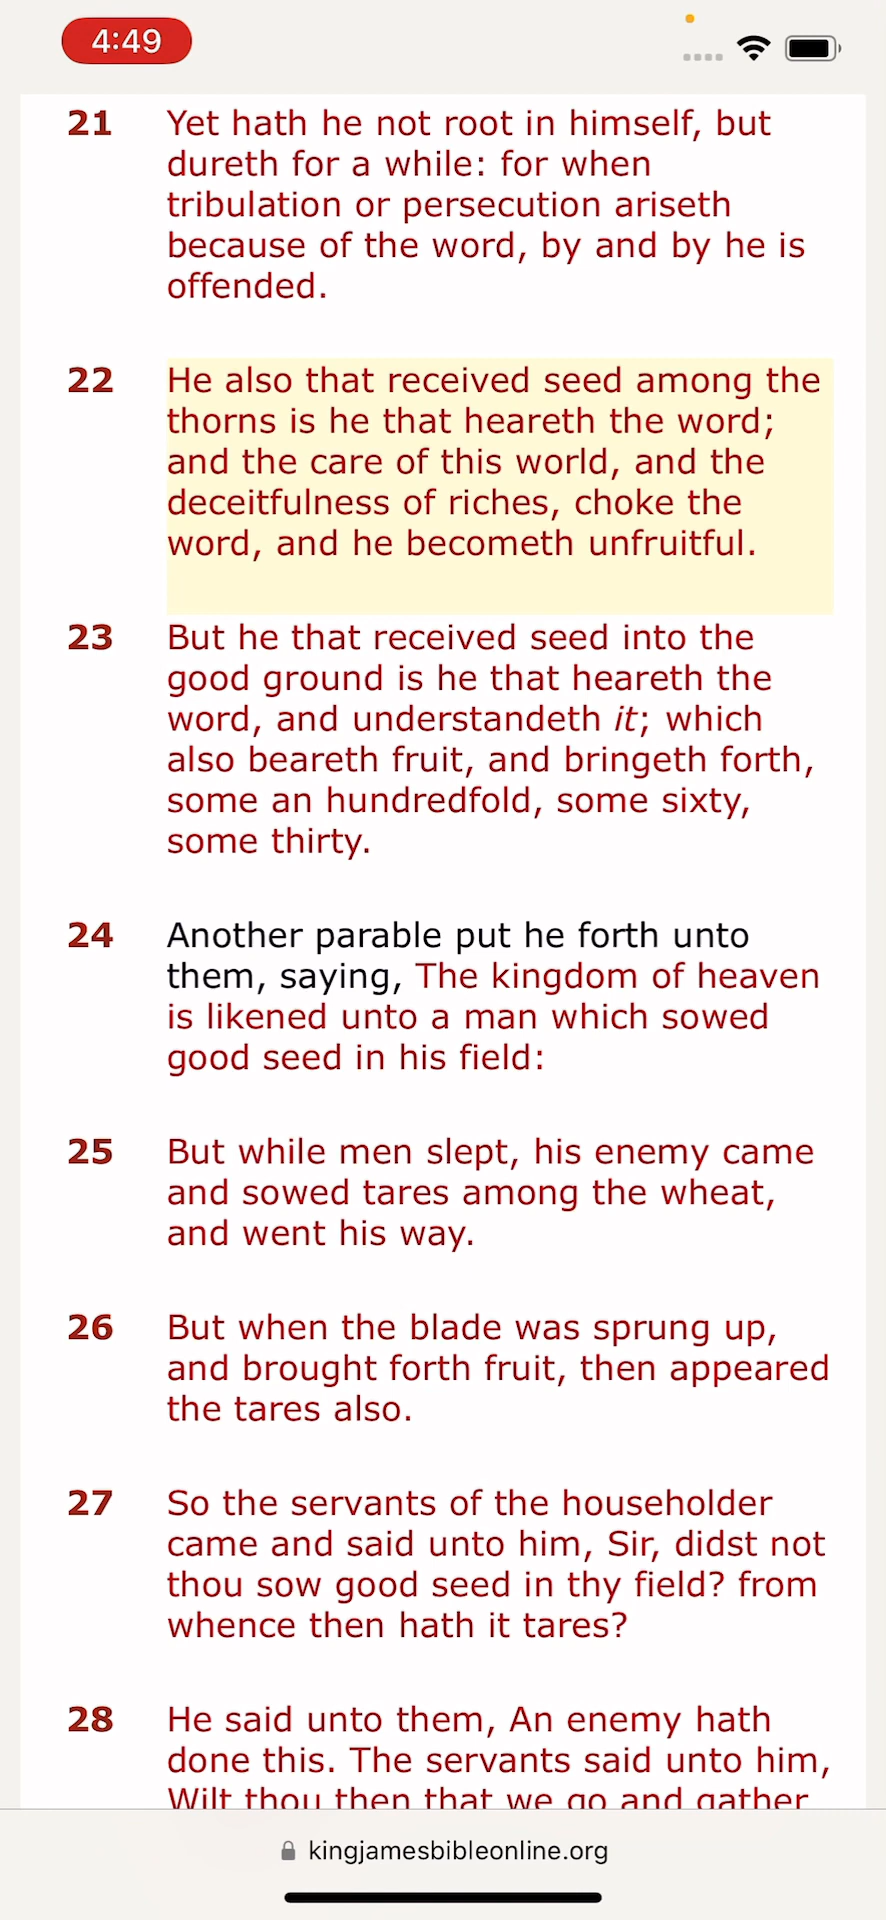 4:49
21 Yet hath he not root in himself, but
dureth for a while: for when
tribulation or persecution ariseth
because of the word, by and by he is
offended.
22 He also that received seed among the
thorns is he that heareth the word;
and the care of this world, and the
deceitfulness of riches, choke the
word, and he becometh unfruitful.
23 But he that received seed into the
good ground is he that heareth the
word, and understandeth it; which
also beareth fruit, and bringeth forth,
some an hundredfold, some sixty,
some thirty.
24 Another parable put he forth unto
them, saying, The kingdom of heaven
is likened unto a man which sowed
good seed in his field:
25 But while men slept, his enemy came
and sowed tares among the wheat,
and went his way.
26 But when the blade was sprung up,
and brought forth fruit, then appeared
the tares also.
27 So the servants of the householder
came and said unto him, Sir, didst not
thou sow good seed in thy field? from
whence then hath it tares?
28 He said unto them, An enemy hath
done this. The servants said unto him,
Wilt thou then that we go and gather
kingjamesbibleonline.org